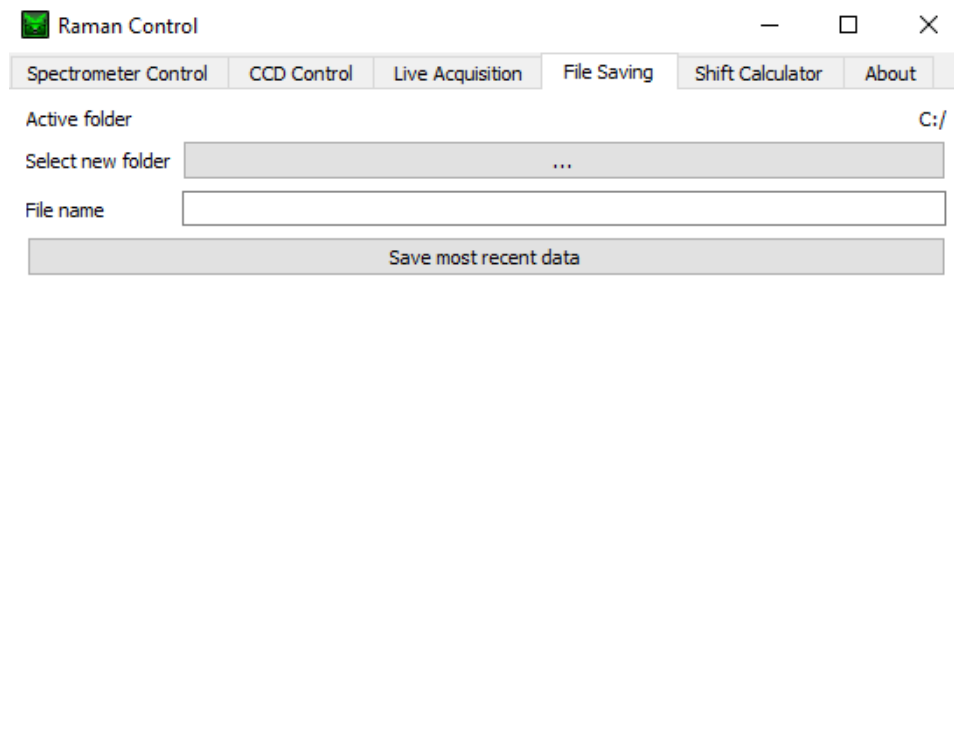 Raman Control
Spectrometer Control CCD Control Live Acquisition File Saving Shift Calculator About
Active folder C:/
Select new folder ...
File name
Save most recent data